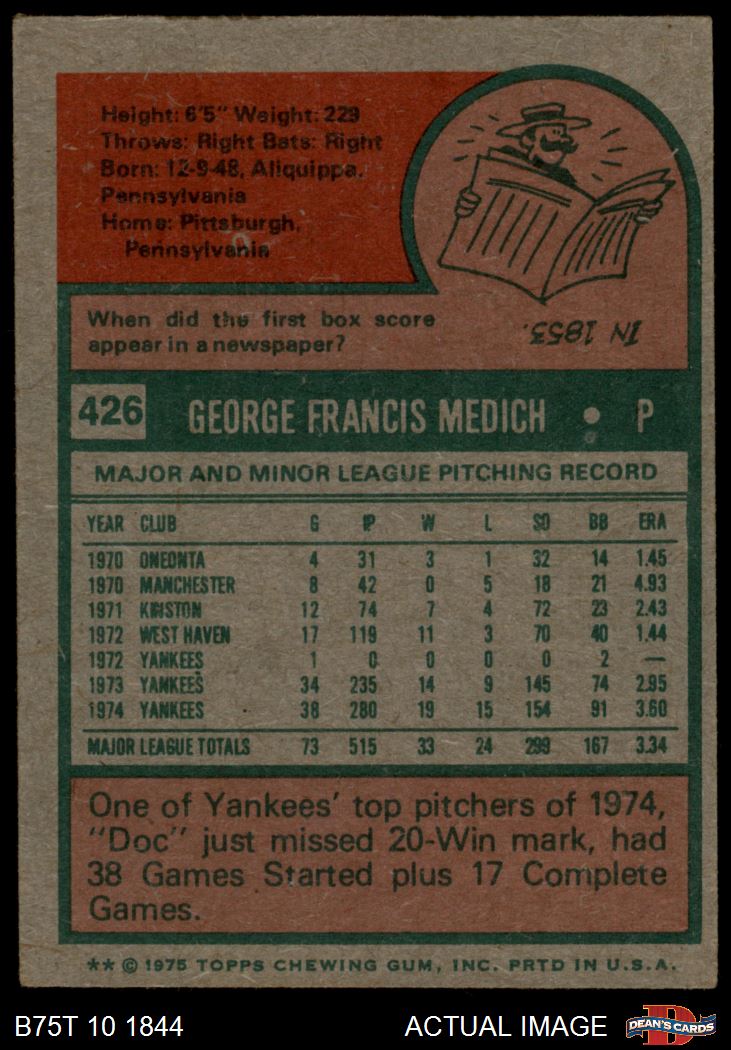 Height: 6'5" Weight: 229
Throws: Right Bats: Right
Born: 12-9-48, Aliquippa,
Pennsylvania
Home: Pittsburgh,
Pennsylvania
When did the first box score
appear in a newspaper?
IN 1853.
426 GEORGE FRANCIS MEDICH • P
MAJOR AND MINOR LEAGUE PITCHING RECORD
YEAR CLUB G IP W L SO BB ERA
1970 ONEONTA 4 31 3 1 32 14 1.45
1970 MANCHESTER 8 42 0 5 18 21 4.93
1971 KINSTON 12 74 7 4 72 23 2.43
1972 WEST HAVEN 17 119 11 3 70 40 1.44
1972 YANKEES 1 0 0 0 0 2 —
1973 YANKEES 34 235 14 9 145 74 2.95
1974 YANKEES 38 280 19 15 154 91 3.60
MAJOR LEAGUE TOTALS 73 515 33 24 299 167 3.34
One of Yankees' top pitchers of 1974,
"Doc" just missed 20-Win mark, had
38 Games Started plus 17 Complete
Games.
** © 1975 TOPPS CHEWING GUM, INC. PRTD IN U.S.A.
B75T 10 1844 ACTUAL IMAGE DEAN'S CARDS